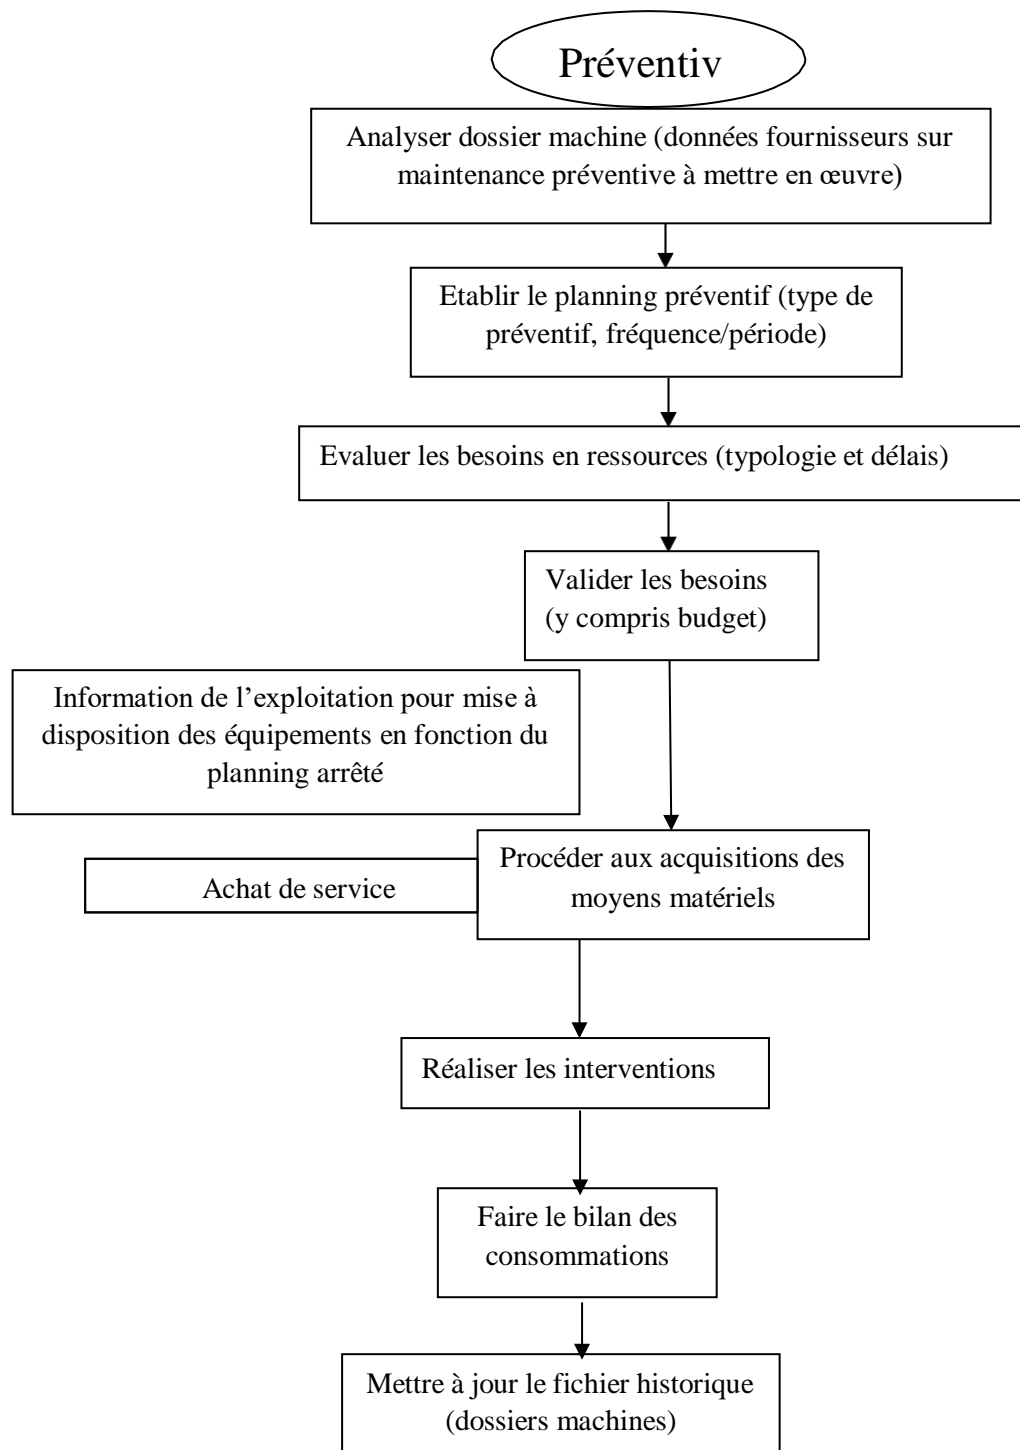 Préventiv
Analyser dossier machine (données fournisseurs sur
maintenance préventive à mettre en œuvre)
Etablir le planning préventif (type de
préventif, fréquence/période)
Evaluer les besoins en ressources (typologie et délais)
Valider les besoins
(y compris budget)
Information de l’exploitation pour mise à
disposition des équipements en fonction du
planning arrêté
Procéder aux acquisitions des
moyens matériels
Achat de service
Réaliser les interventions
Faire le bilan des
consommations
Mettre à jour le fichier historique
(dossiers machines)